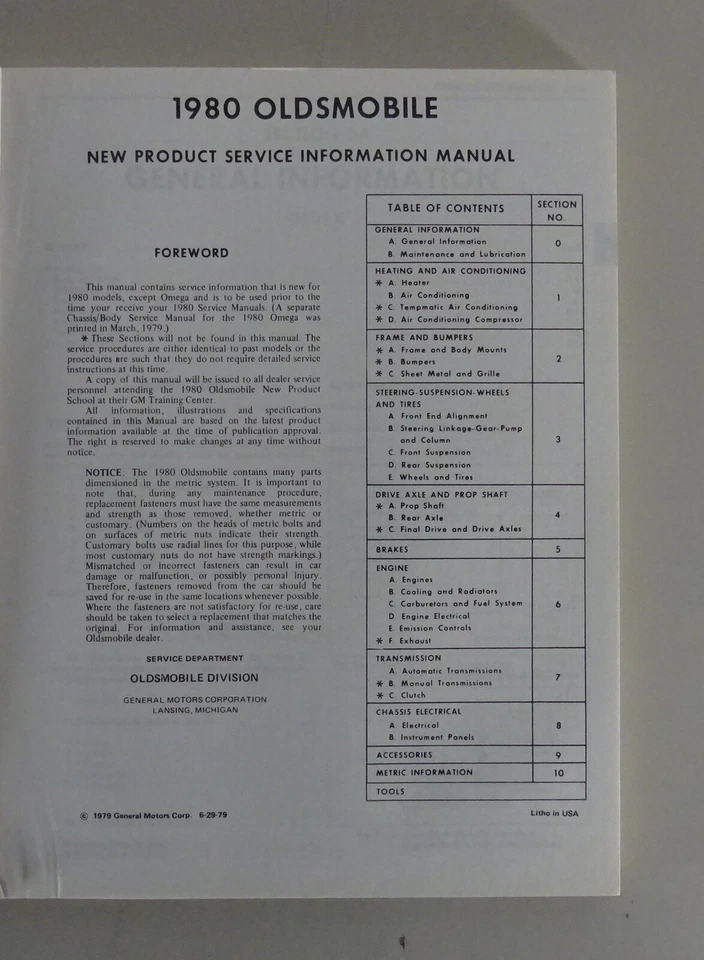 1980 OLDSMOBILE
NEW PRODUCT SERVICE INFORMATION MANUAL
FOREWORD
This manual contains service information that is new for
1980 models, except Omega and is to be used prior to the
time your receive your 1980 Service Manuals. (A separate
Chassis/Body Service Manual for the 1980 Omega was
printed in March, 1979.)
* These Sections will not be found in this manual. The
service procedures are either identical to past models or the
procedures are such that they do not require detailed service
instructions at this time.
A copy of this manual will be issued to all dealer service
personnel attending the 1980 Oldsmobile New Product
School at their GM Training Center.
All information, illustrations and specifications
contained in this Manual are based on the latest product
information available at the time of publication approval.
The right is reserved to make changes at any time without
notice.
NOTICE: The 1980 Oldsmobile contains many parts
dimensioned in the metric system. It is important to
note that, during any maintenance procedure,
replacement fasteners must have the same measurements
and strength as those removed, whether metric or
customary. (Numbers on the heads of metric bolts and
on surfaces of metric nuts indicate their strength.
Customary bolts use radial lines for this purpose, while
most customary nuts do not have strength markings.)
Mismatched or incorrect fasteners can result in car
damage or malfunction, or possibly personal injury.
Therefore, fasteners removed from the car should be
saved for re-use in the same locations whenever possible.
Where the fasteners are not satisfactory for re-use, care
should be taken to select a replacement that matches the
original. For information and assistance, see your
Oldsmobile dealer.
SERVICE DEPARTMENT
OLDSMOBILE DIVISION
GENERAL MOTORS CORPORATION
LANSING, MICHIGAN
TABLE OF CONTENTS SECTION NO.
GENERAL INFORMATION
A. General Information 0
B. Maintenance and Lubrication
HEATING AND AIR CONDITIONING
* A. Heater
B. Air Conditioning 1
* C. Tempmatic Air Conditioning
* D. Air Conditioning Compressor
FRAME AND BUMPERS
* A. Frame and Body Mounts
* B. Bumpers 2
* C. Sheet Metal and Grille
STEERING-SUSPENSION-WHEELS
AND TIRES
A. Front End Alignment
B. Steering Linkage-Gear-Pump
and Column 3
C. Front Suspension
D. Rear Suspension
E. Wheels and Tires
DRIVE AXLE AND PROP SHAFT
* A. Prop Shaft
B. Rear Axle 4
* C. Final Drive and Drive Axles
BRAKES 5
ENGINE
A. Engines
B. Cooling and Radiators
C. Carburetors and Fuel System 6
D. Engine Electrical
E. Emission Controls
* F. Exhaust
TRANSMISSION
A. Automatic Transmissions
* B. Manual Transmissions 7
* C. Clutch
CHASSIS ELECTRICAL
A. Electrical 8
B. Instrument Panels
ACCESSORIES 9
METRIC INFORMATION 10
TOOLS
© 1979 General Motors Corp. 6-29-79
Litho in USA